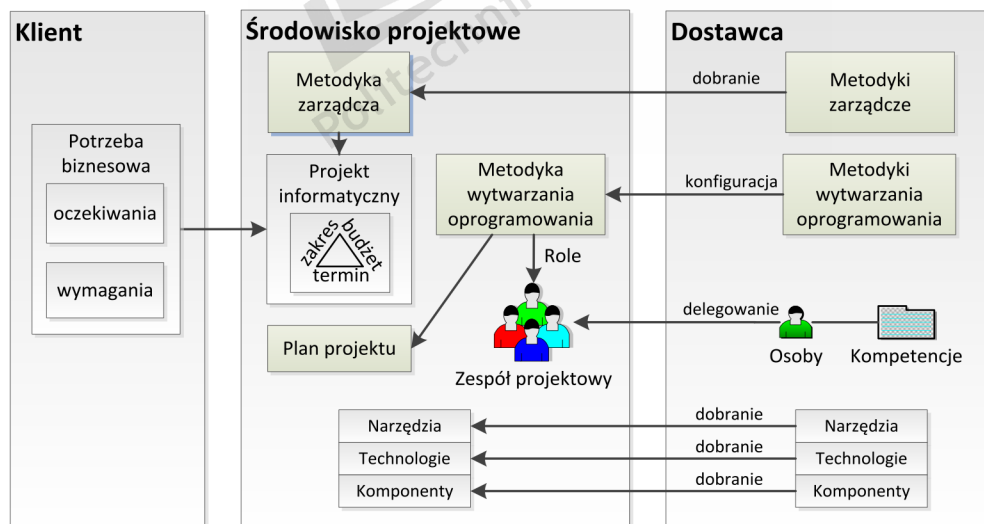 Klient
Potrzeba
biznesowa
oczekiwania
wymagania
Środowisko projektowe
Metodyka
zarządcza
Projekt
informatyczny
zakres
budżet
termin
Metodyka
wytwarzania
oprogramowania
Role
Plan projektu
Zespół projektowy
Narzędzia
Technologie
Komponenty
dobranie
konfiguracja
delegowanie
dobranie
dobranie
dobranie
Dostawca
Metodyki
zarządcze
Metodyki
wytwarzania
oprogramowania
Osoby
Kompetencje
Narzędzia
Technologie
Komponenty